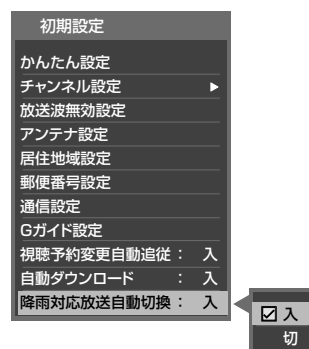 初期設定
かんたん設定
チャンネル設定 ▶
放送波無効設定
アンテナ設定
居住地域設定
郵便番号設定
通信設定
Gガイド設定
視聴予約変更自動追従： 入
自動ダウンロード ： 入
降雨対応放送自動切換： 入
☑ 入
切